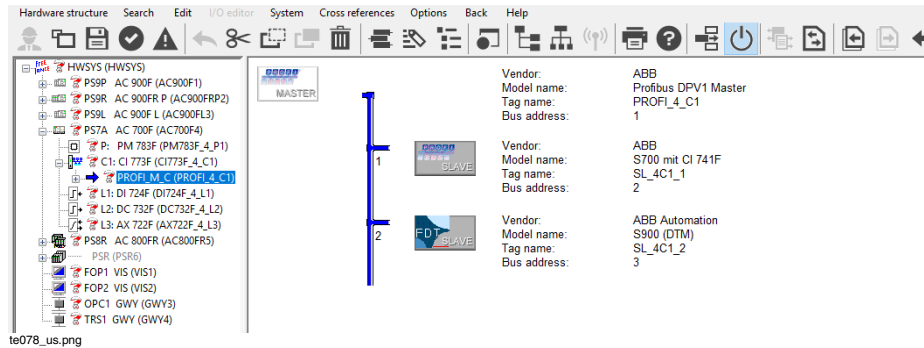 Hardware structure Search Edit I/O editor System Cross references Options Back Help
HWSYS (HWSYS)
PS9P AC 900F (AC900F1)
PS9R AC 900FR P (AC900FRP2)
PS9L AC 900F L (AC900FL3)
PS7A AC 700F (AC700F4)
P: PM 783F (PM783F_4_P1)
C1: CI 773F (CI773F_4_C1)
PROFI_M_C (PROFI_4_C1)
L1: DI 724F (DI724F_4_L1)
L2: DC 732F (DC732F_4_L2)
L3: AX 722F (AX722F_4_L3)
PS8R AC 800FR (AC800FR5)
PSR (PSR6)
FOP1 VIS (VIS1)
FOP2 VIS (VIS2)
OPC1 GWY (GWY3)
TRS1 GWY (GWY4)
MASTER
Vendor: ABB
Model name: Profibus DPV1 Master
Tag name: PROFI_4_C1
Bus address: 1
1
SLAVE
Vendor: ABB
Model name: S700 mit CI 741F
Tag name: SL_4C1_1
Bus address: 2
2
FDT SLAVE
Vendor: ABB Automation
Model name: S900 (DTM)
Tag name: SL_4C1_2
Bus address: 3
te078_us.png